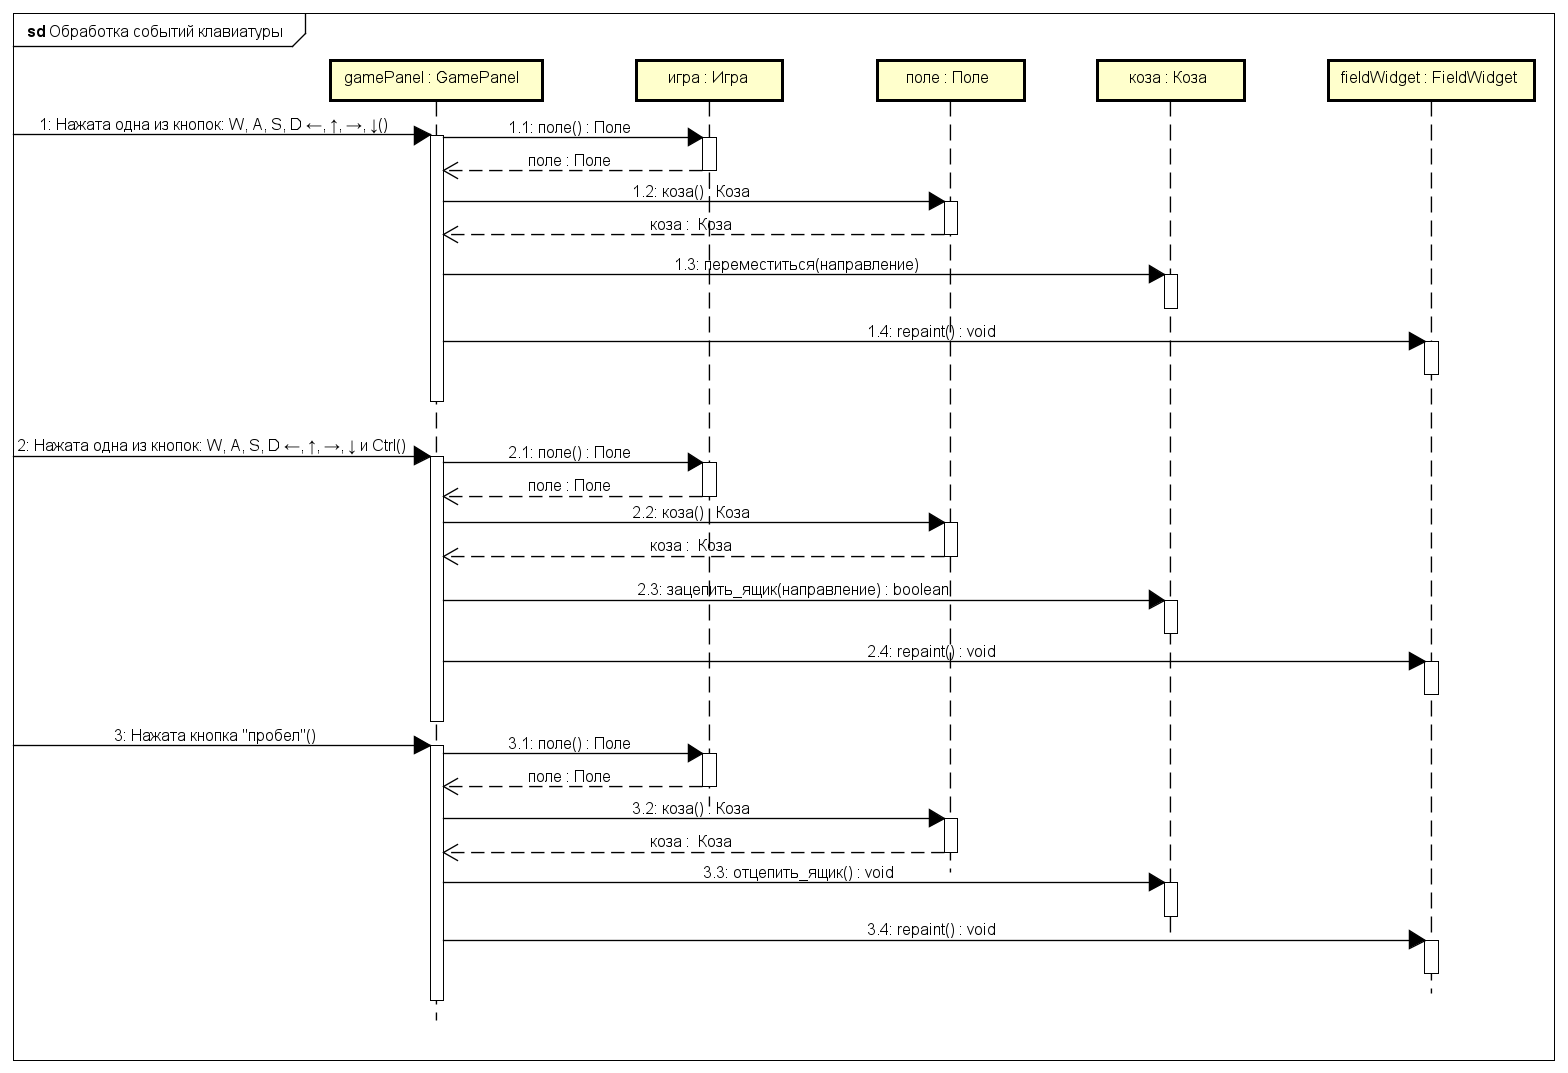 sd Обработка событий клавиатуры
gamePanel : GamePanel
игра : Игра
поле : Поле
коза : Коза
fieldWidget : FieldWidget
1: Нажата одна из кнопок: W, A, S, D ←, ↑, →, ↓()
1.1: поле() : Поле
поле : Поле
1.2: коза() : Коза
коза : Коза
1.3: переместиться(направление)
1.4: repaint() : void
2: Нажата одна из кнопок: W, A, S, D ←, ↑, →, ↓ и Ctrl()
2.1: поле() : Поле
поле : Поле
2.2: коза() : Коза
коза : Коза
2.3: зацепить_ящик(направление) : boolean
2.4: repaint() : void
3: Нажата кнопка "пробел"()
3.1: поле() : Поле
поле : Поле
3.2: коза() : Коза
коза : Коза
3.3: отцепить_ящик() : void
3.4: repaint() : void